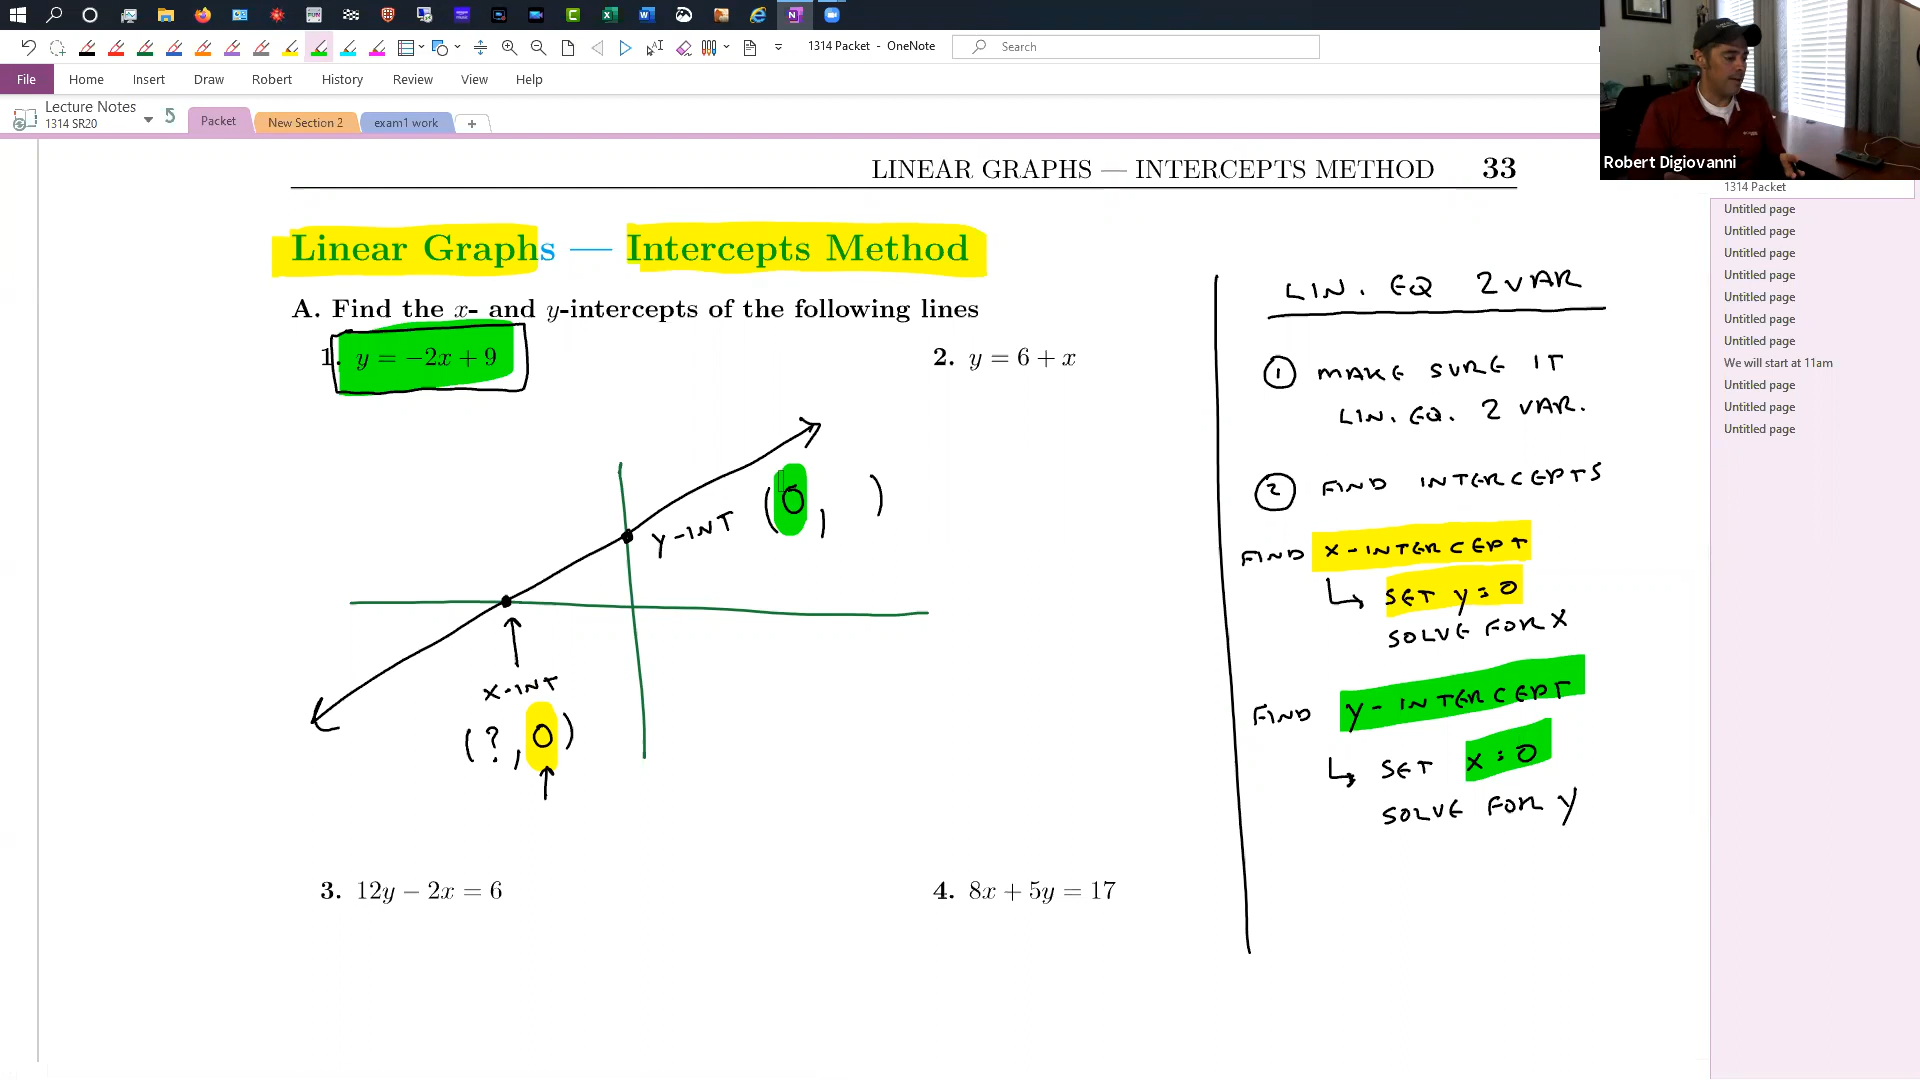 1314 Packet - OneNote
Search
File Home Insert Draw Robert History Review View Help
Lecture Notes
1314 SR20
Packet
New Section 2
exam1 work
+
Robert Digiovanni
1314 Packet
Untitled page
Untitled page
Untitled page
Untitled page
Untitled page
Untitled page
Untitled page
We will start at 11am
Untitled page
Untitled page
Untitled page
LINEAR GRAPHS — INTERCEPTS METHOD 33
Linear Graphs — Intercepts Method
A. Find the x- and y-intercepts of the following lines
1. y = −2x + 9
2. y = 6 + x
y-INT (0, )
X-INT
(?, 0)
3. 12y − 2x = 6
4. 8x + 5y = 17
LIN. EQ 2 VAR
① MAKE SURE IT
LIN. EQ. 2 VAR.
② FIND INTERCEPTS
FIND X-INTERCEPT
SET y = 0
SOLVE FOR X
FIND y-INTERCEPT
SET X = 0
SOLVE FOR y